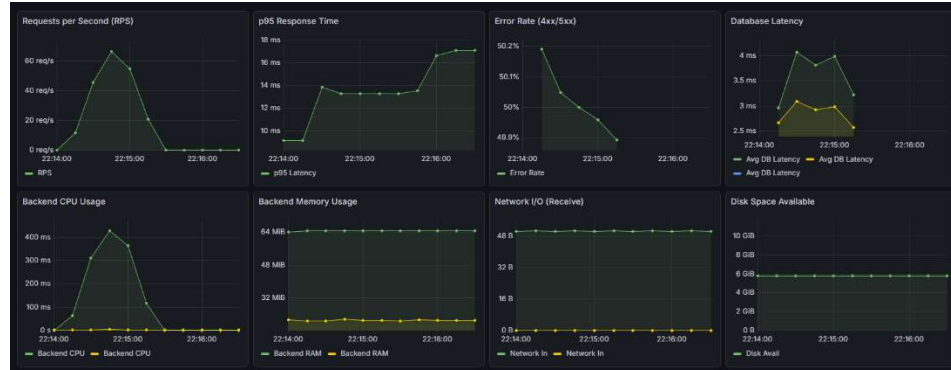 Requests per Second (RPS)
60 req/s
40 req/s
20 req/s
0 req/s
22:14:00 22:15:00 22:16:00
RPS
p95 Response Time
18 ms
16 ms
14 ms
12 ms
10 ms
22:14:00 22:15:00 22:16:00
p95 Latency
Error Rate (4xx/5xx)
50.2%
50.1%
50%
49.9%
22:14:00 22:15:00 22:16:00
Error Rate
Database Latency
4 ms
3.5 ms
3 ms
2.5 ms
22:14:00 22:15:00 22:16:00
Avg DB Latency Avg DB Latency
Avg DB Latency
Backend CPU Usage
400 ms
300 ms
200 ms
100 ms
0 s
22:14:00 22:15:00 22:16:00
Backend CPU Backend CPU
Backend Memory Usage
64 MiB
48 MiB
32 MiB
22:14:00 22:15:00 22:16:00
Backend RAM Backend RAM
Network I/O (Receive)
48 B
32 B
16 B
0 B
22:14:00 22:15:00 22:16:00
Network In Network In
Disk Space Available
10 GiB
8 GiB
6 GiB
4 GiB
2 GiB
0 B
22:14:00 22:15:00 22:16:00
Disk Avail